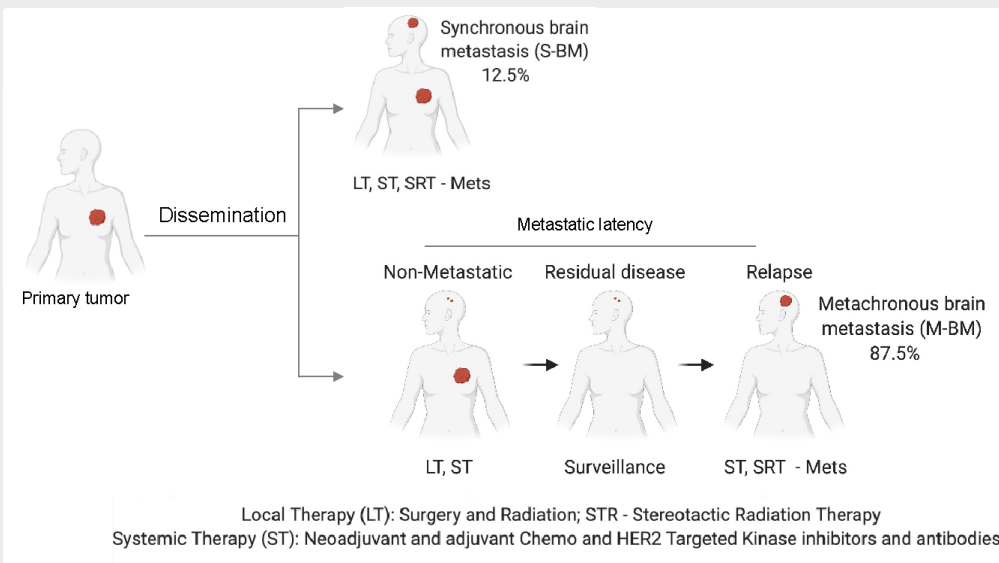 Synchronous brain
metastasis (S-BM)
12.5%
LT, ST, SRT - Mets
Dissemination
Primary tumor
Metastatic latency
Non-Metastatic
Residual disease
Relapse
Metachronous brain
metastasis (M-BM)
87.5%
LT, ST
Surveillance
ST, SRT - Mets
Local Therapy (LT): Surgery and Radiation; STR - Stereotactic Radiation Therapy
Systemic Therapy (ST): Neoadjuvant and adjuvant Chemo and HER2 Targeted Kinase inhibitors and antibodies